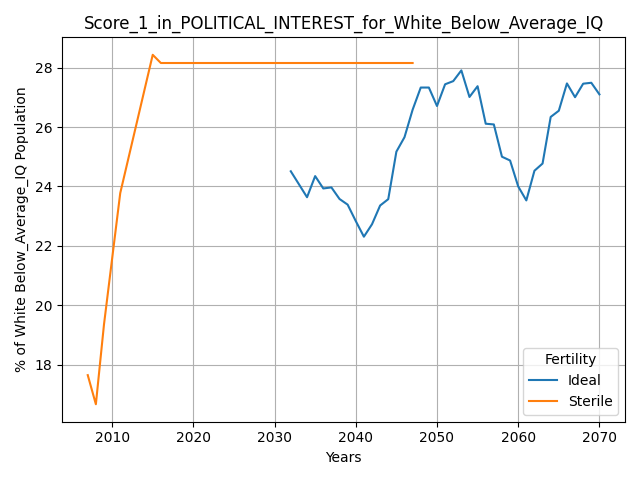 Score_1_in_POLITICAL_INTEREST_for_White_Below_Average_IQ
% of White Below_Average_IQ Population
28
26
24
22
20
18
Fertility
Ideal
Sterile
2010 2020 2030 2040 2050 2060 2070
Years